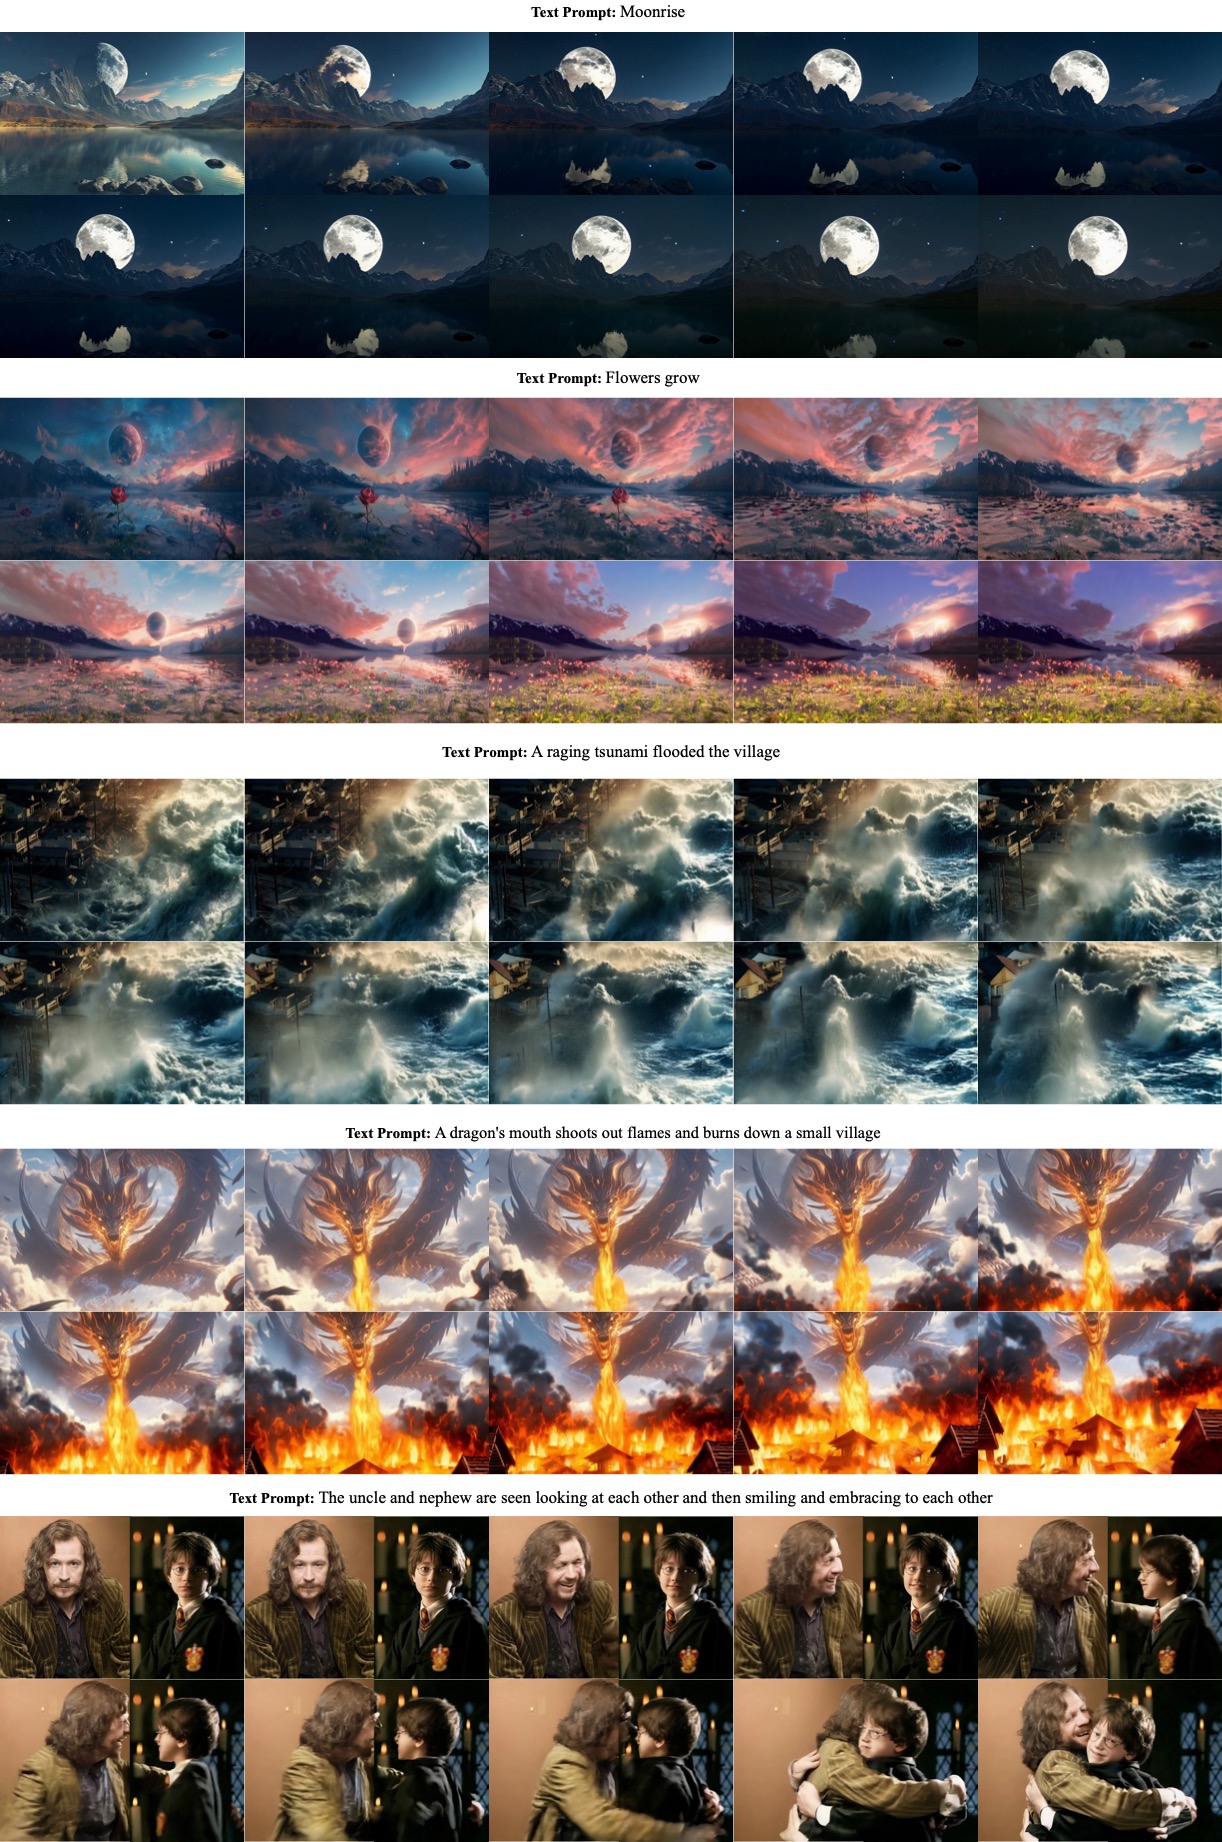 Text Prompt: Moonrise
Text Prompt: Flowers grow
Text Prompt: A raging tsunami flooded the village
Text Prompt: A dragon's mouth shoots out flames and burns down a small village
Text Prompt: The uncle and nephew are seen looking at each other and then smiling and embracing to each other